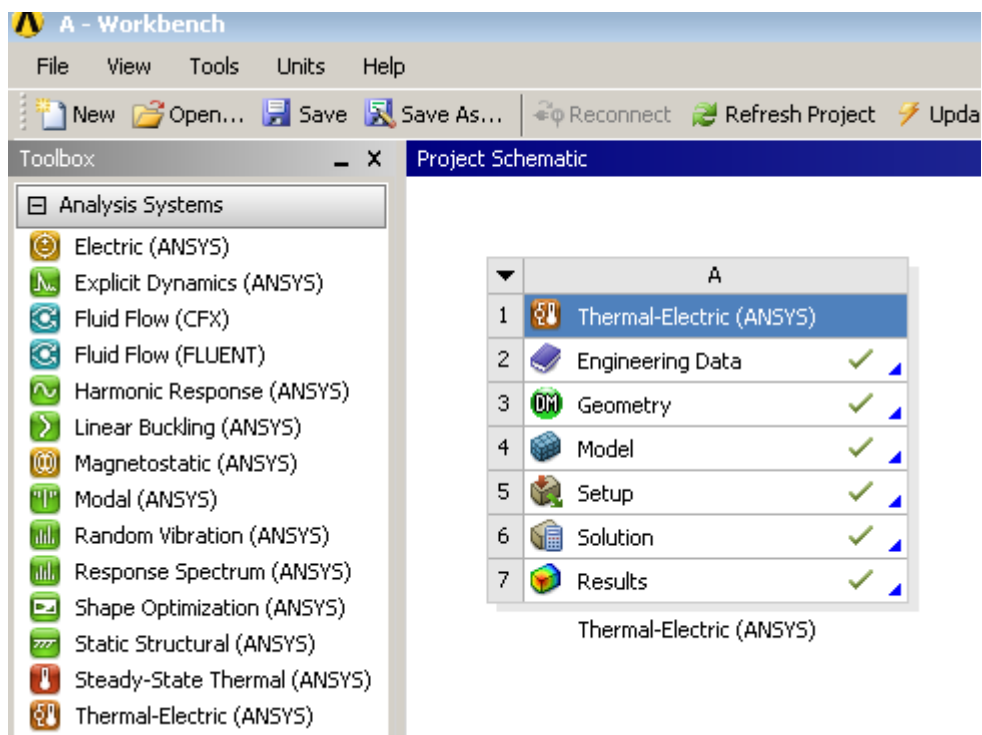 A - Workbench
File View Tools Units Help
New Open... Save Save As... Reconnect Refresh Project Upda
Toolbox
Project Schematic
Analysis Systems
Electric (ANSYS)
Explicit Dynamics (ANSYS)
Fluid Flow (CFX)
Fluid Flow (FLUENT)
Harmonic Response (ANSYS)
Linear Buckling (ANSYS)
Magnetostatic (ANSYS)
Modal (ANSYS)
Random Vibration (ANSYS)
Response Spectrum (ANSYS)
Shape Optimization (ANSYS)
Static Structural (ANSYS)
Steady-State Thermal (ANSYS)
Thermal-Electric (ANSYS)
A
1 Thermal-Electric (ANSYS)
2 Engineering Data
3 DM Geometry
4 Model
5 Setup
6 Solution
7 Results
Thermal-Electric (ANSYS)